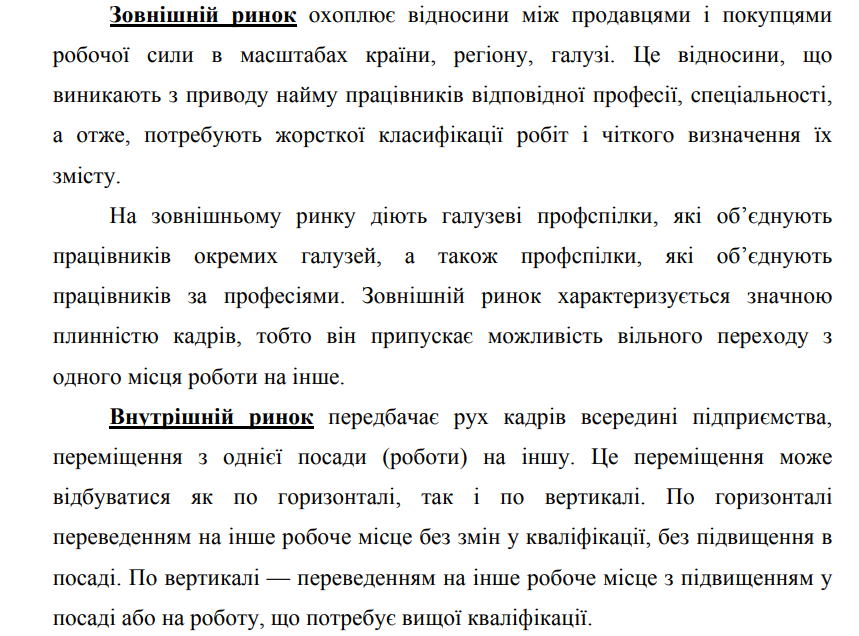 Зовнішній ринок охоплює відносини між продавцями і покупцями
робочої сили в масштабах країни, регіону, галузі. Це відносини, що
виникають з приводу найму працівників відповідної професії, спеціальності,
а отже, потребують жорсткої класифікації робіт і чіткого визначення їх
змісту.
На зовнішньому ринку діють галузеві профспілки, які об’єднують
працівників окремих галузей, а також профспілки, які об’єднують
працівників за професіями. Зовнішній ринок характеризується значною
плинністю кадрів, тобто він припускає можливість вільного переходу з
одного місця роботи на інше.
Внутрішній ринок передбачає рух кадрів всередині підприємства,
переміщення з однієї посади (роботи) на іншу. Це переміщення може
відбуватися як по горизонталі, так і по вертикалі. По горизонталі
переведенням на інше робоче місце без змін у кваліфікації, без підвищення в
посаді. По вертикалі — переведенням на інше робоче місце з підвищенням у
посаді або на роботу, що потребує вищої кваліфікації.